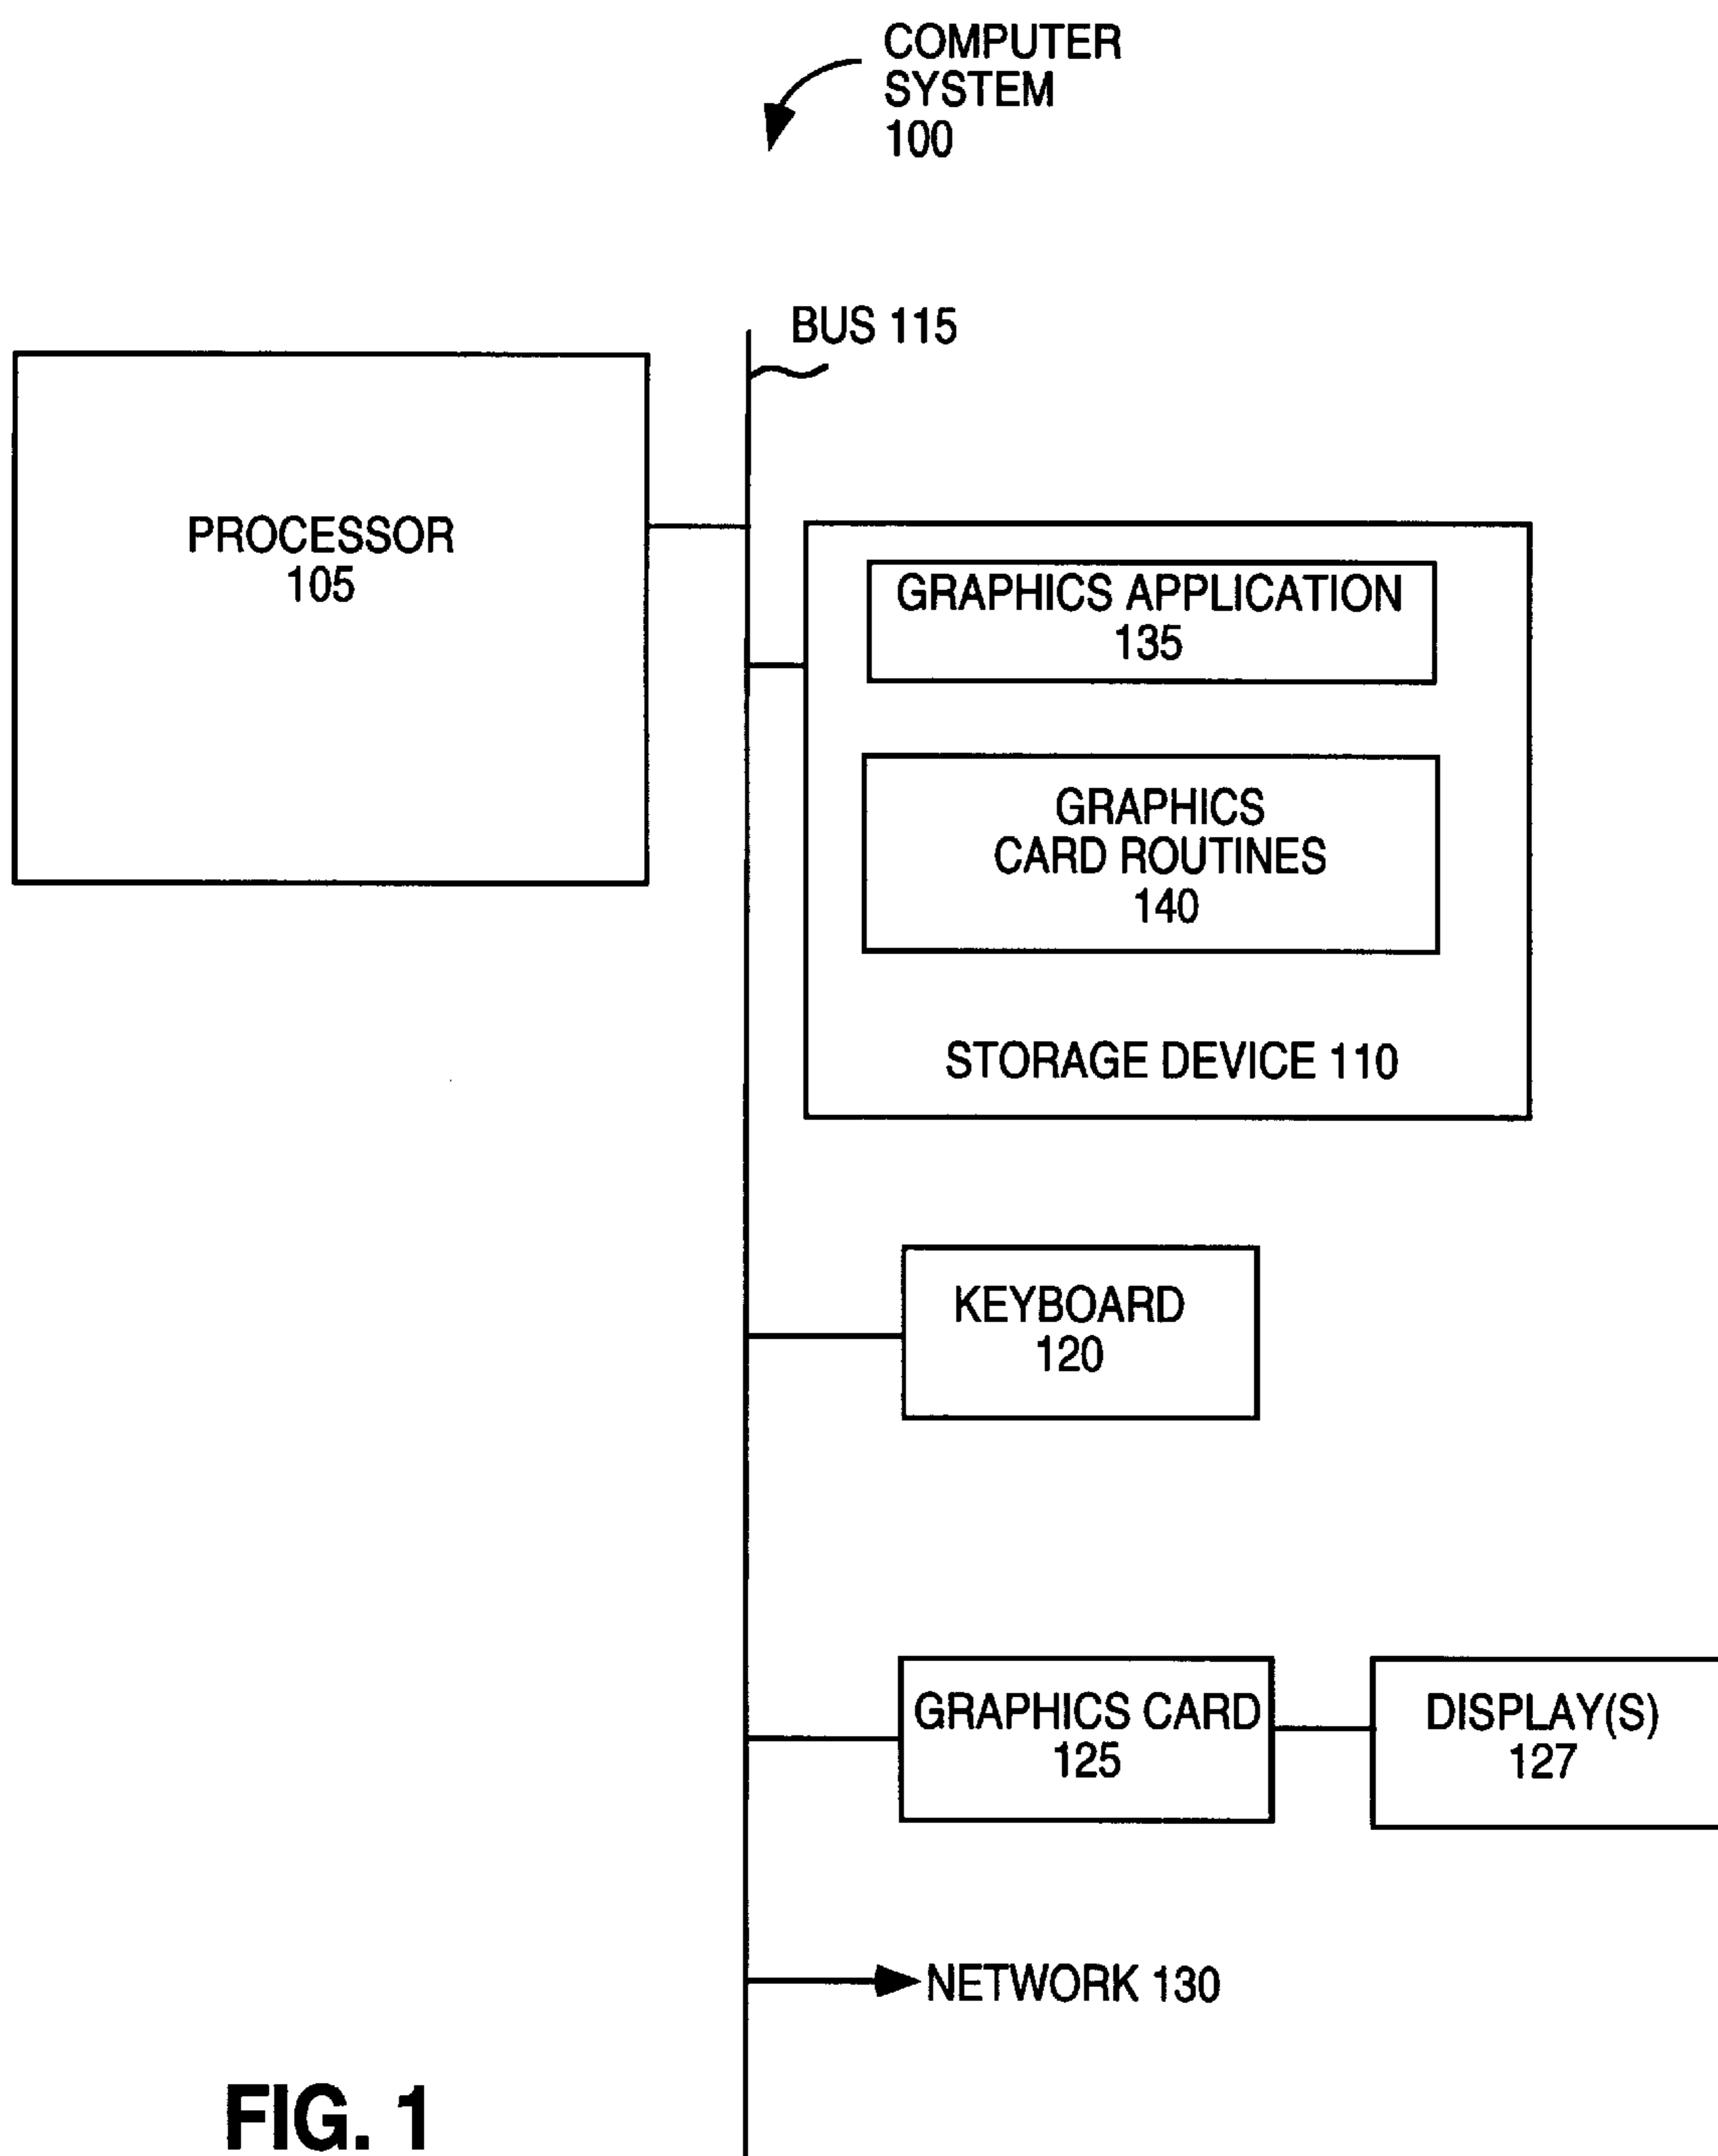 COMPUTER
SYSTEM
100
BUS 115
PROCESSOR
105
GRAPHICS APPLICATION
135
GRAPHICS
CARD ROUTINES
140
STORAGE DEVICE 110
KEYBOARD
120
GRAPHICS CARD
125
DISPLAY(S)
127
NETWORK 130
FIG. 1